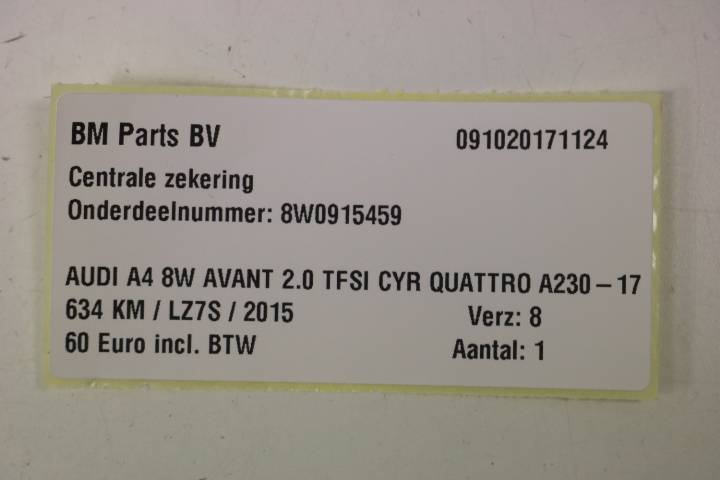 BM Parts BV 091020171124
Centrale zekering
Onderdeelnummer: 8W0915459
AUDI A4 8W AVANT 2.0 TFSI CYR QUATTRO A230-17
634 KM / LZ7S / 2015 Verz: 8
60 Euro incl. BTW Aantal: 1